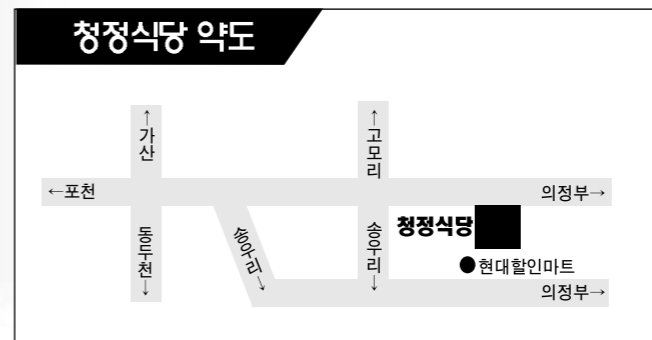 청정식당 약도
↑가산
↑고모리
←포천
의정부→
동두천↓
송우리↓
송우리↓
청정식당
●현대할인마트
의정부→